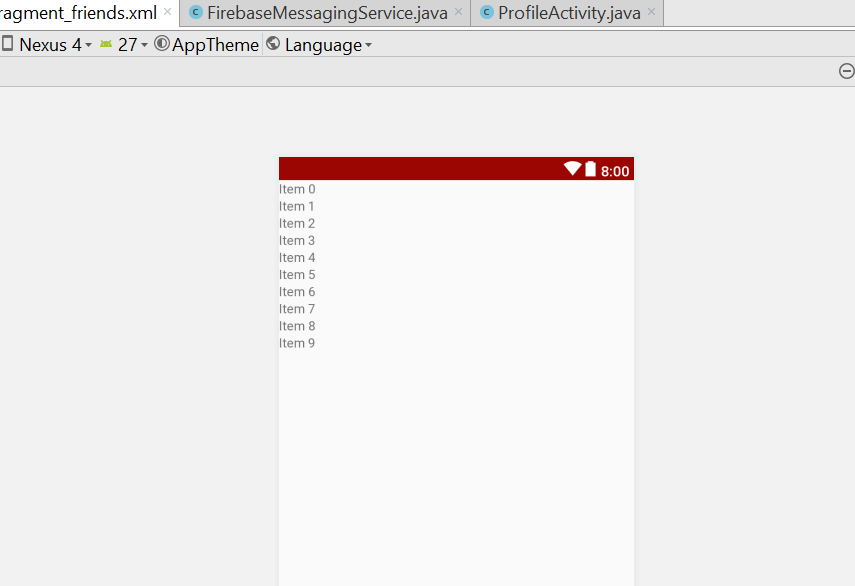 ragment_friends.xml FirebaseMessagingService.java ProfileActivity.java
Nexus 4 27 AppTheme Language
8:00
Item 0
Item 1
Item 2
Item 3
Item 4
Item 5
Item 6
Item 7
Item 8
Item 9